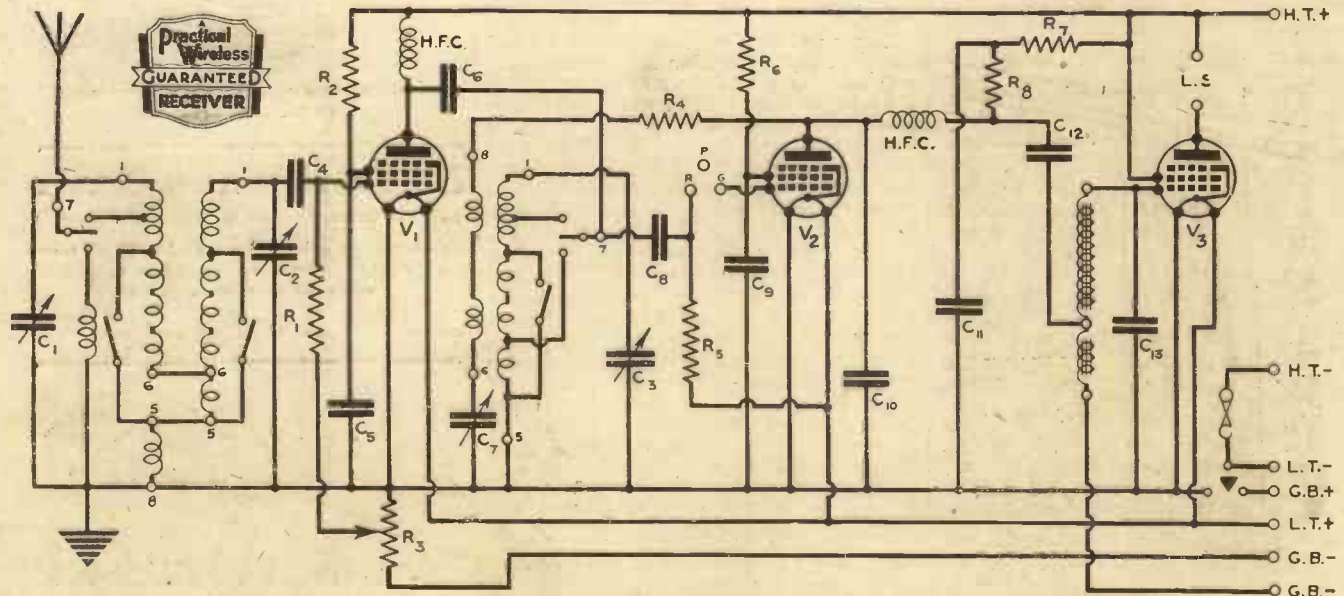 A
Practical
Wireless
GUARANTEED
RECEIVER
H.T.+
H.F.C.
R2
C6
R6
R7
R8
L.S
R4
H.F.C.
C12
8
P
R
G
1
1
1
C4
7
7
V1
C8
V2
V3
C2
C9
C1
R1
R5
C11
C13
C3
6
6
6
C10
H.T.-
5
5
C5
C7
5
L.T.-
8
G.B.+
L.T.+
R3
G.B.-
G.B.-